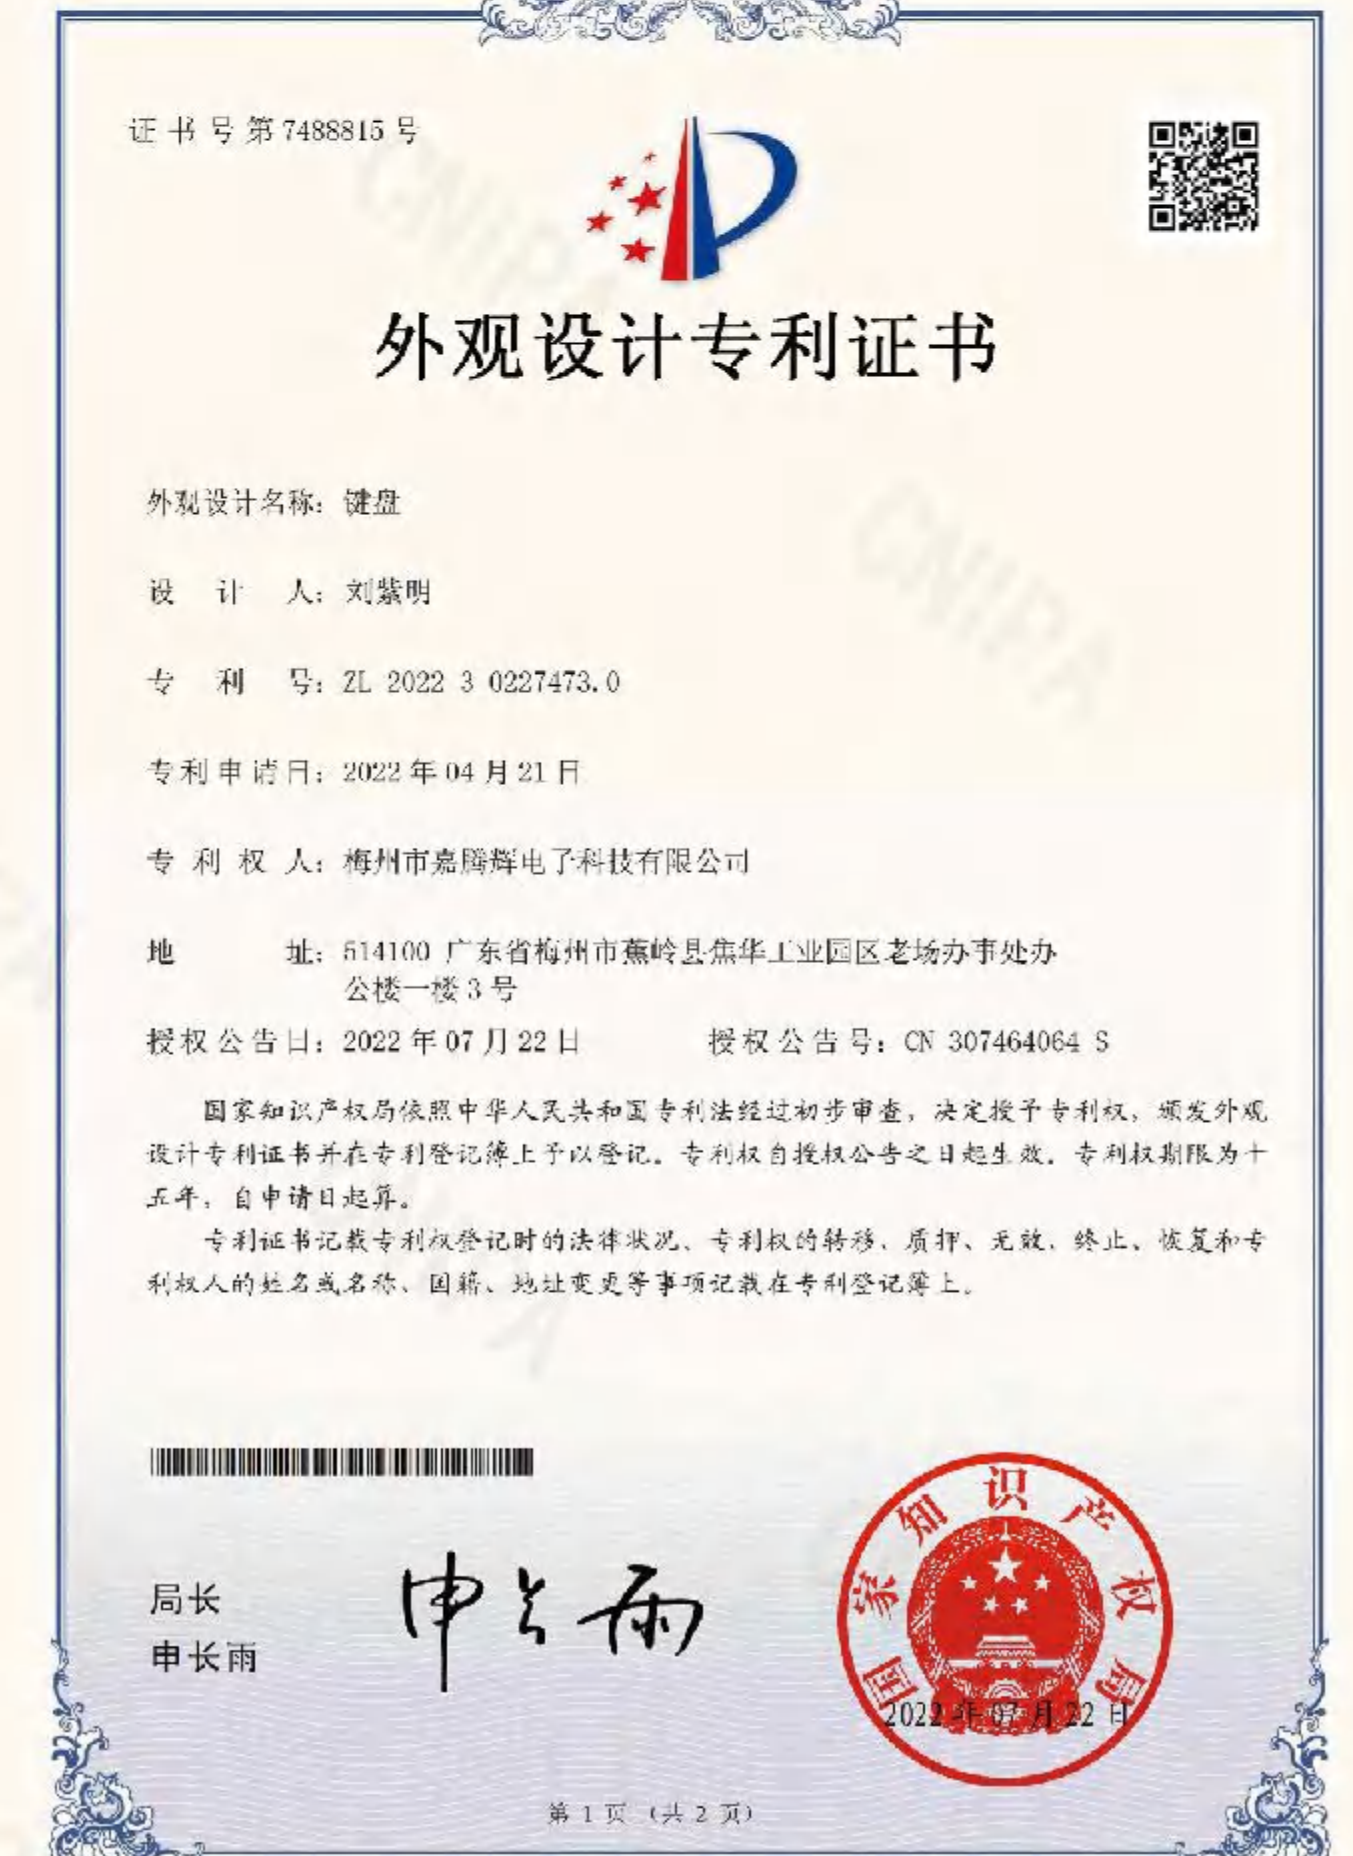 证书号第7488815号
外观设计专利证书
外观设计名称：键盘
设计人：刘紫明
专利号：ZL 2022 3 0227473.0
专利申请日：2022年04月21日
专利权人：梅州市嘉腾辉电子科技有限公司
地址：514100 广东省梅州市蕉岭县焦华工业园区老场办事处办
公楼一楼3号
授权公告日：2022年07月22日 授权公告号：CN 307464064 S
国家知识产权局依照中华人民共和国专利法经过初步审查，决定授予专利权，颁发外观
设计专利证书并在专利登记簿上予以登记。专利权自授权公告之日起生效。专利权期限为十
五年，自申请日起算。
专利证书记载专利权登记时的法律状况。专利权的转移、质押、无效、终止、恢复和专
利权人的姓名或名称、国籍、地址变更等事项记载在专利登记簿上。
局长
申长雨
申长雨
国家知识产权局
2022年07月22日
第1页（共2页）
CNIPA
CNIPA